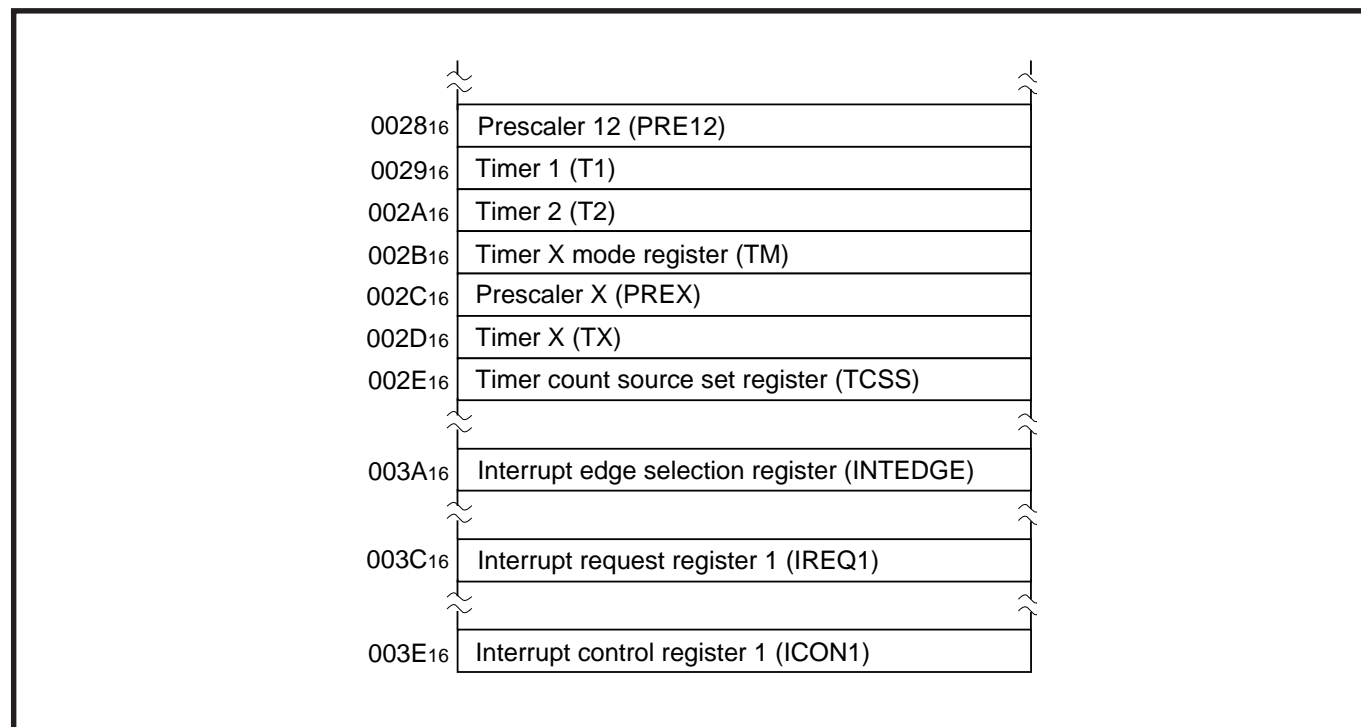 0028₁₆ Prescaler 12 (PRE12)
0029₁₆ Timer 1 (T1)
002A₁₆ Timer 2 (T2)
002B₁₆ Timer X mode register (TM)
002C₁₆ Prescaler X (PREX)
002D₁₆ Timer X (TX)
002E₁₆ Timer count source set register (TCSS)
003A₁₆ Interrupt edge selection register (INTEDGE)
003C₁₆ Interrupt request register 1 (IREQ1)
003E₁₆ Interrupt control register 1 (ICON1)